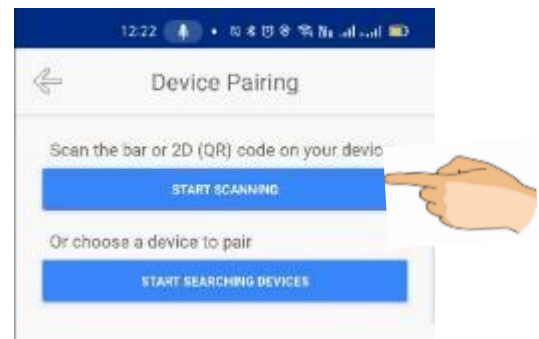 12:22
Device Pairing
Scan the bar or 2D (QR) code on your devic
START SCANNING
Or choose a device to pair
START SEARCHING DEVICES